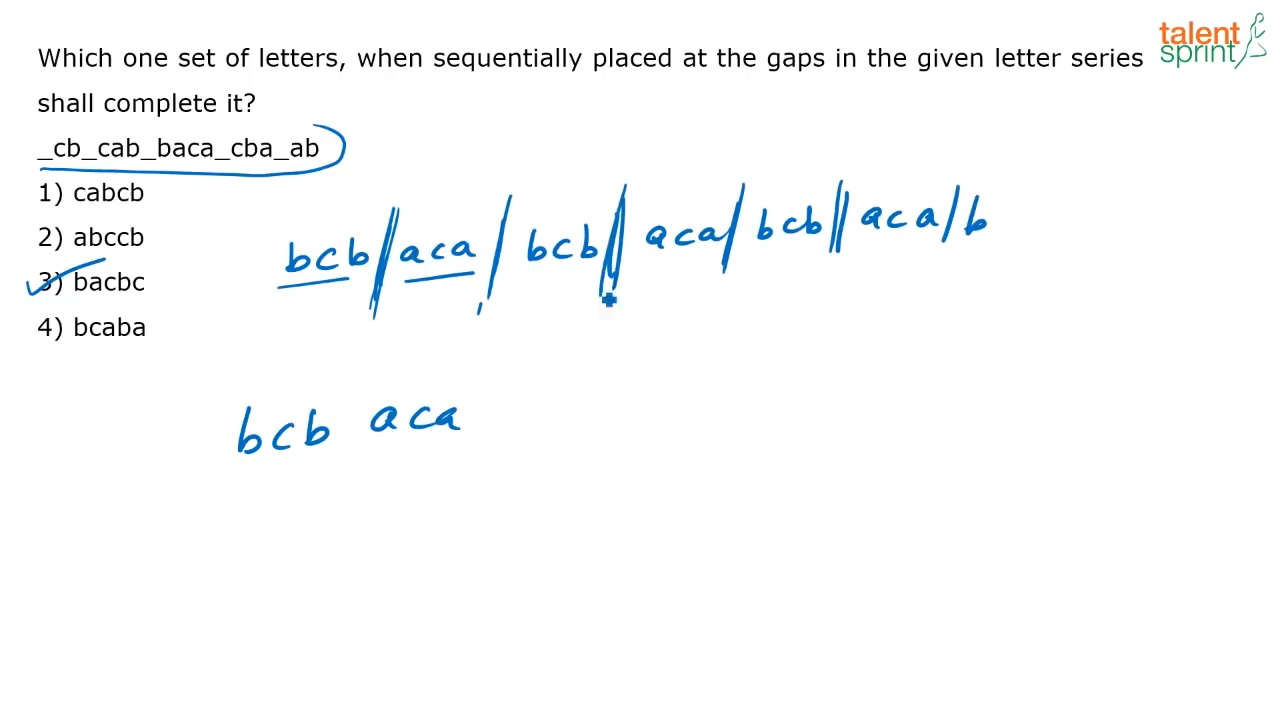 talent
sprint
Which one set of letters, when sequentially placed at the gaps in the given letter series
shall complete it?
_cb_cab_baca_cba_ab
1) cabcb
2) abccb
3) bacbc
4) bcaba
bcb // aca / bcb // aca / bcb // aca / b
bcb aca